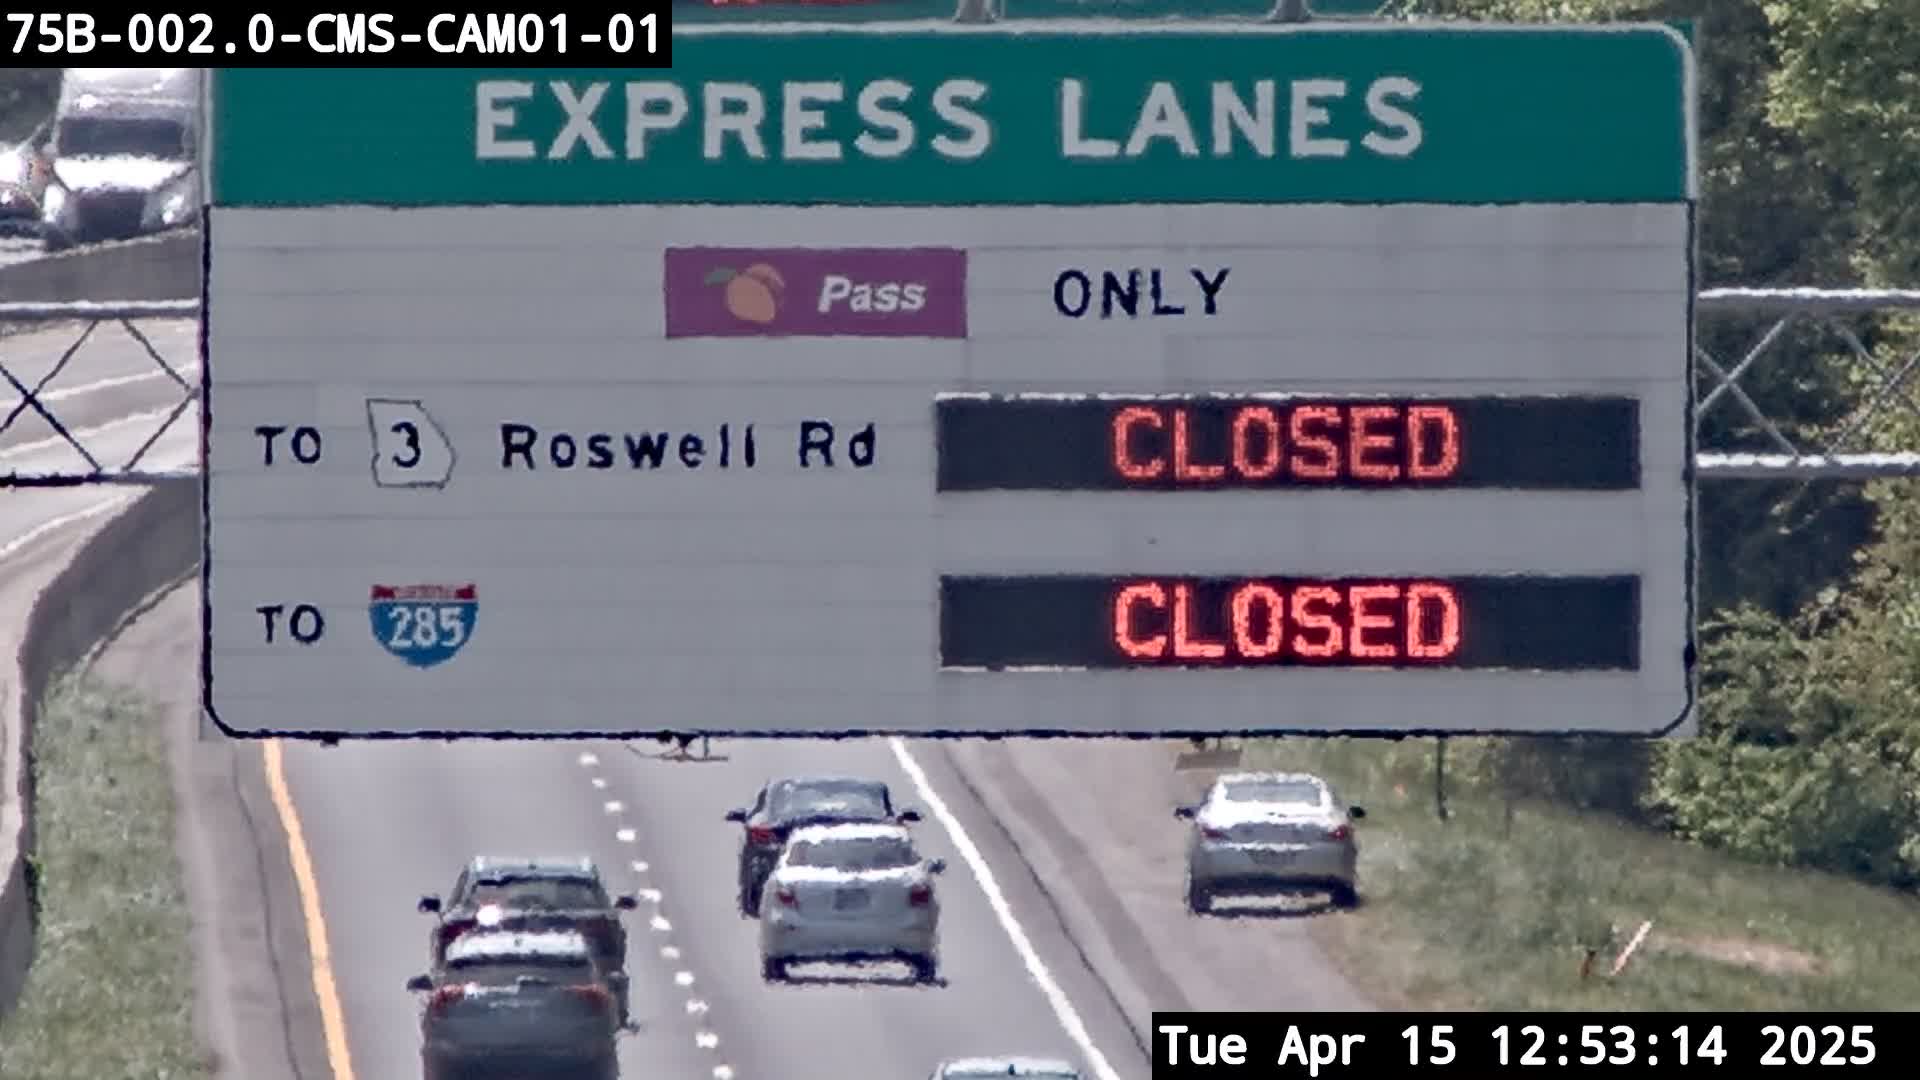 75B-002.0-CMS-CAM01-01
EXPRESS LANES
Pass ONLY
TO 3 Roswell Rd CLOSED
TO 285 CLOSED
Tue Apr 15 12:53:14 2025